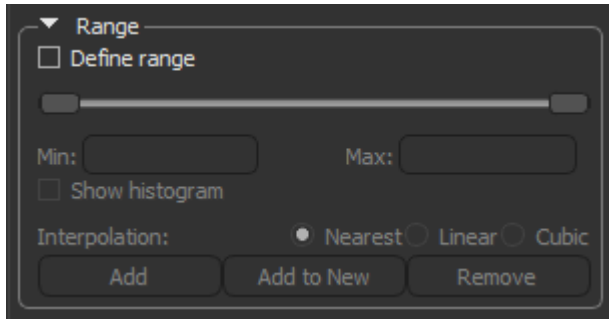 Range
Define range
Min: Max:
Show histogram
Interpolation: Nearest Linear Cubic
Add Add to New Remove